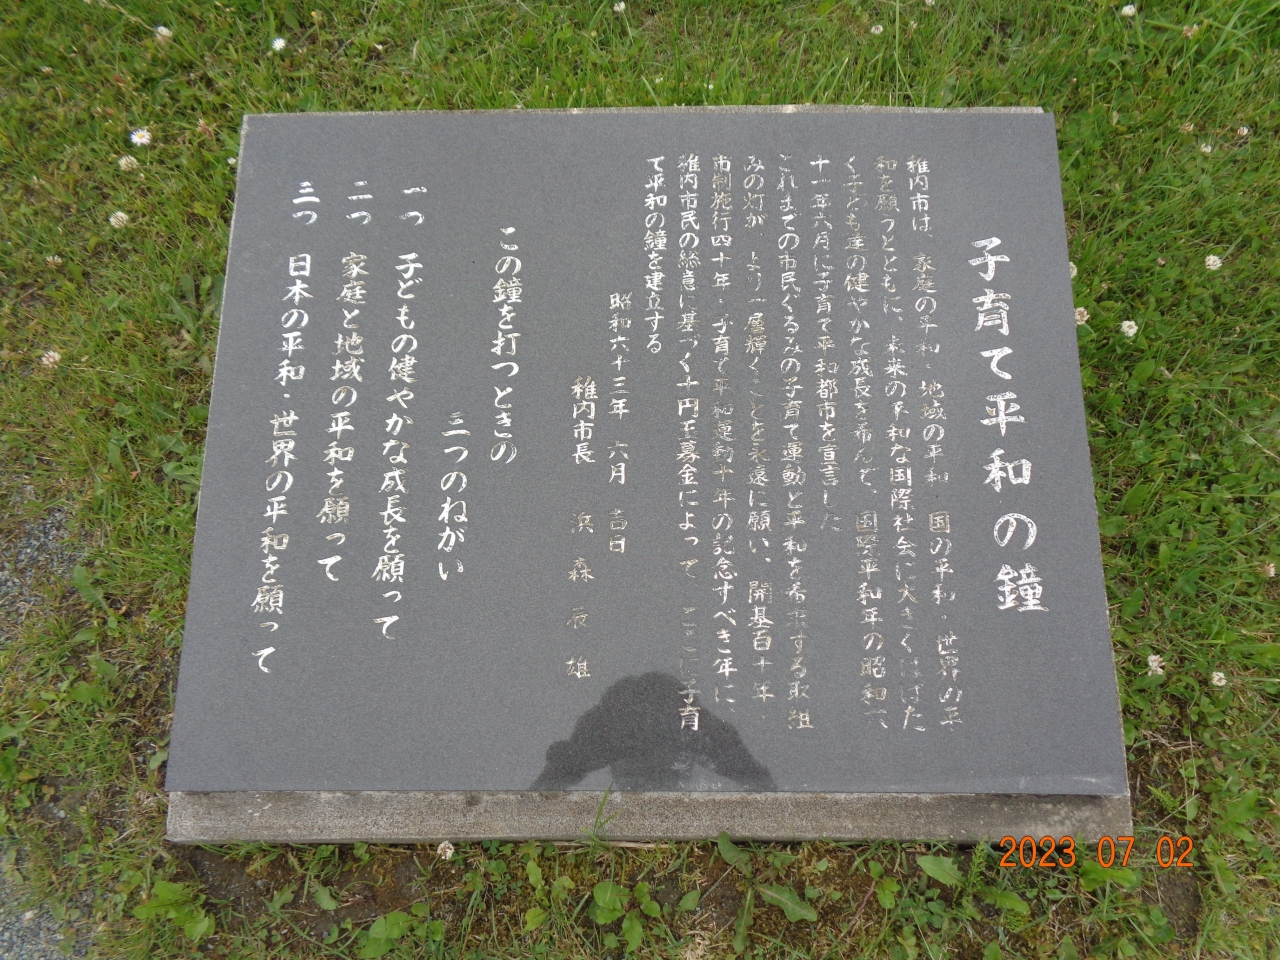 子育て平和の鐘
稚内市は、家庭の平和・地域の平和・国の平和・世界の平
和を願うとともに、未来の平和な国際社会に大きくはばた
く子ども達の健やかな成長を希んで、国際平和年の昭和六
十一年六月に子育て平和都市を宣言した
これまでの市民ぐるみの子育て運動と平和を希求する取組
みの灯が、より一層輝くことを永遠に願い、開基百十年・
市制施行四十年・子育て平和運動十年の記念すべき年に、
稚内市民の総意に基づく十円玉募金によって ここに子育
て平和の鐘を建立する
昭和六十三年 六月 吉日
稚内市長 浜森辰雄
この鐘を打つときの
三つのねがい
一つ 子どもの健やかな成長を願って
二つ 家庭と地域の平和を願って
三つ 日本の平和・世界の平和を願って
2023 07 02